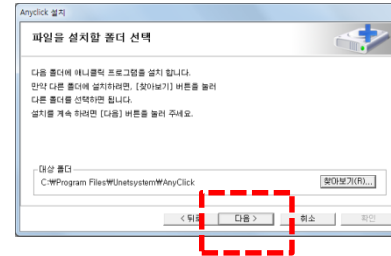 Anyclick 설치
파일을 설치할 폴더 선택
다음 폴더에 애니클릭 프로그램을 설치 합니다.
만약 다른 폴더에 설치하려면, [찾아보기] 버튼을 눌러
다른 폴더를 선택하면 됩니다.
설치를 계속 하려면 [다음] 버튼을 눌러 주세요.
대상 폴더
C:₩Program Files₩Unetsystem₩AnyClick
찾아보기(R)...
< 뒤로 다음 > 취소 확인